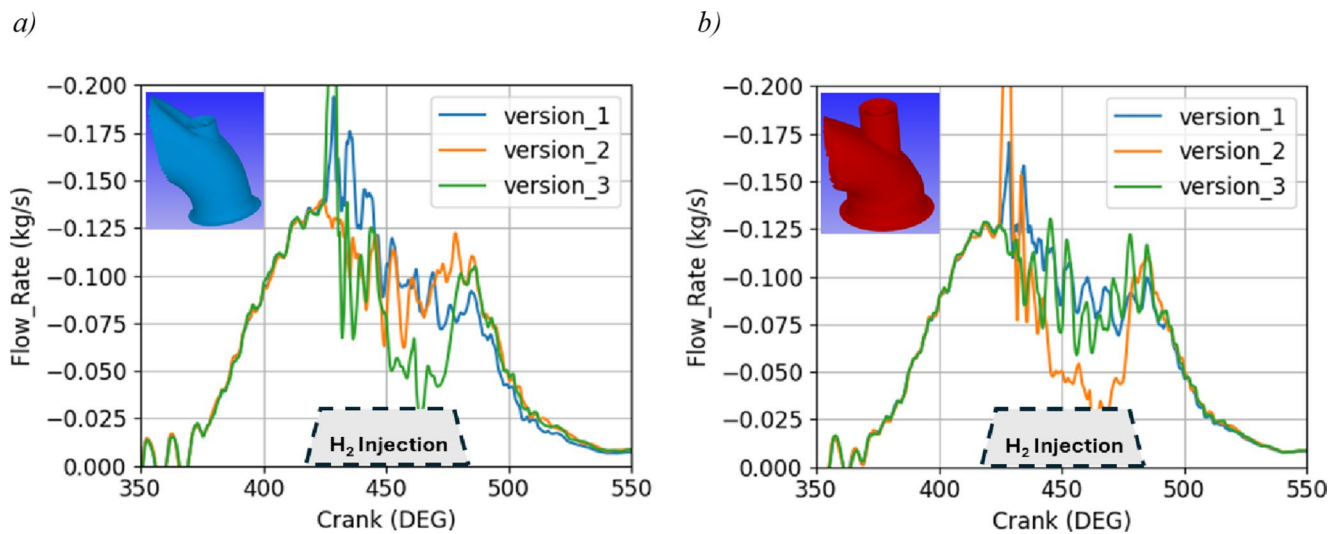 a)
b)
−0.200
−0.175
−0.150
−0.125
−0.100
−0.075
−0.050
−0.025
0.000
Flow_Rate (kg/s)
version_1
version_2
version_3
H₂ Injection
350
400
450
500
550
Crank (DEG)
−0.200
−0.175
−0.150
−0.125
−0.100
−0.075
−0.050
−0.025
0.000
Flow_Rate (kg/s)
version_1
version_2
version_3
H₂ Injection
350
400
450
500
550
Crank (DEG)